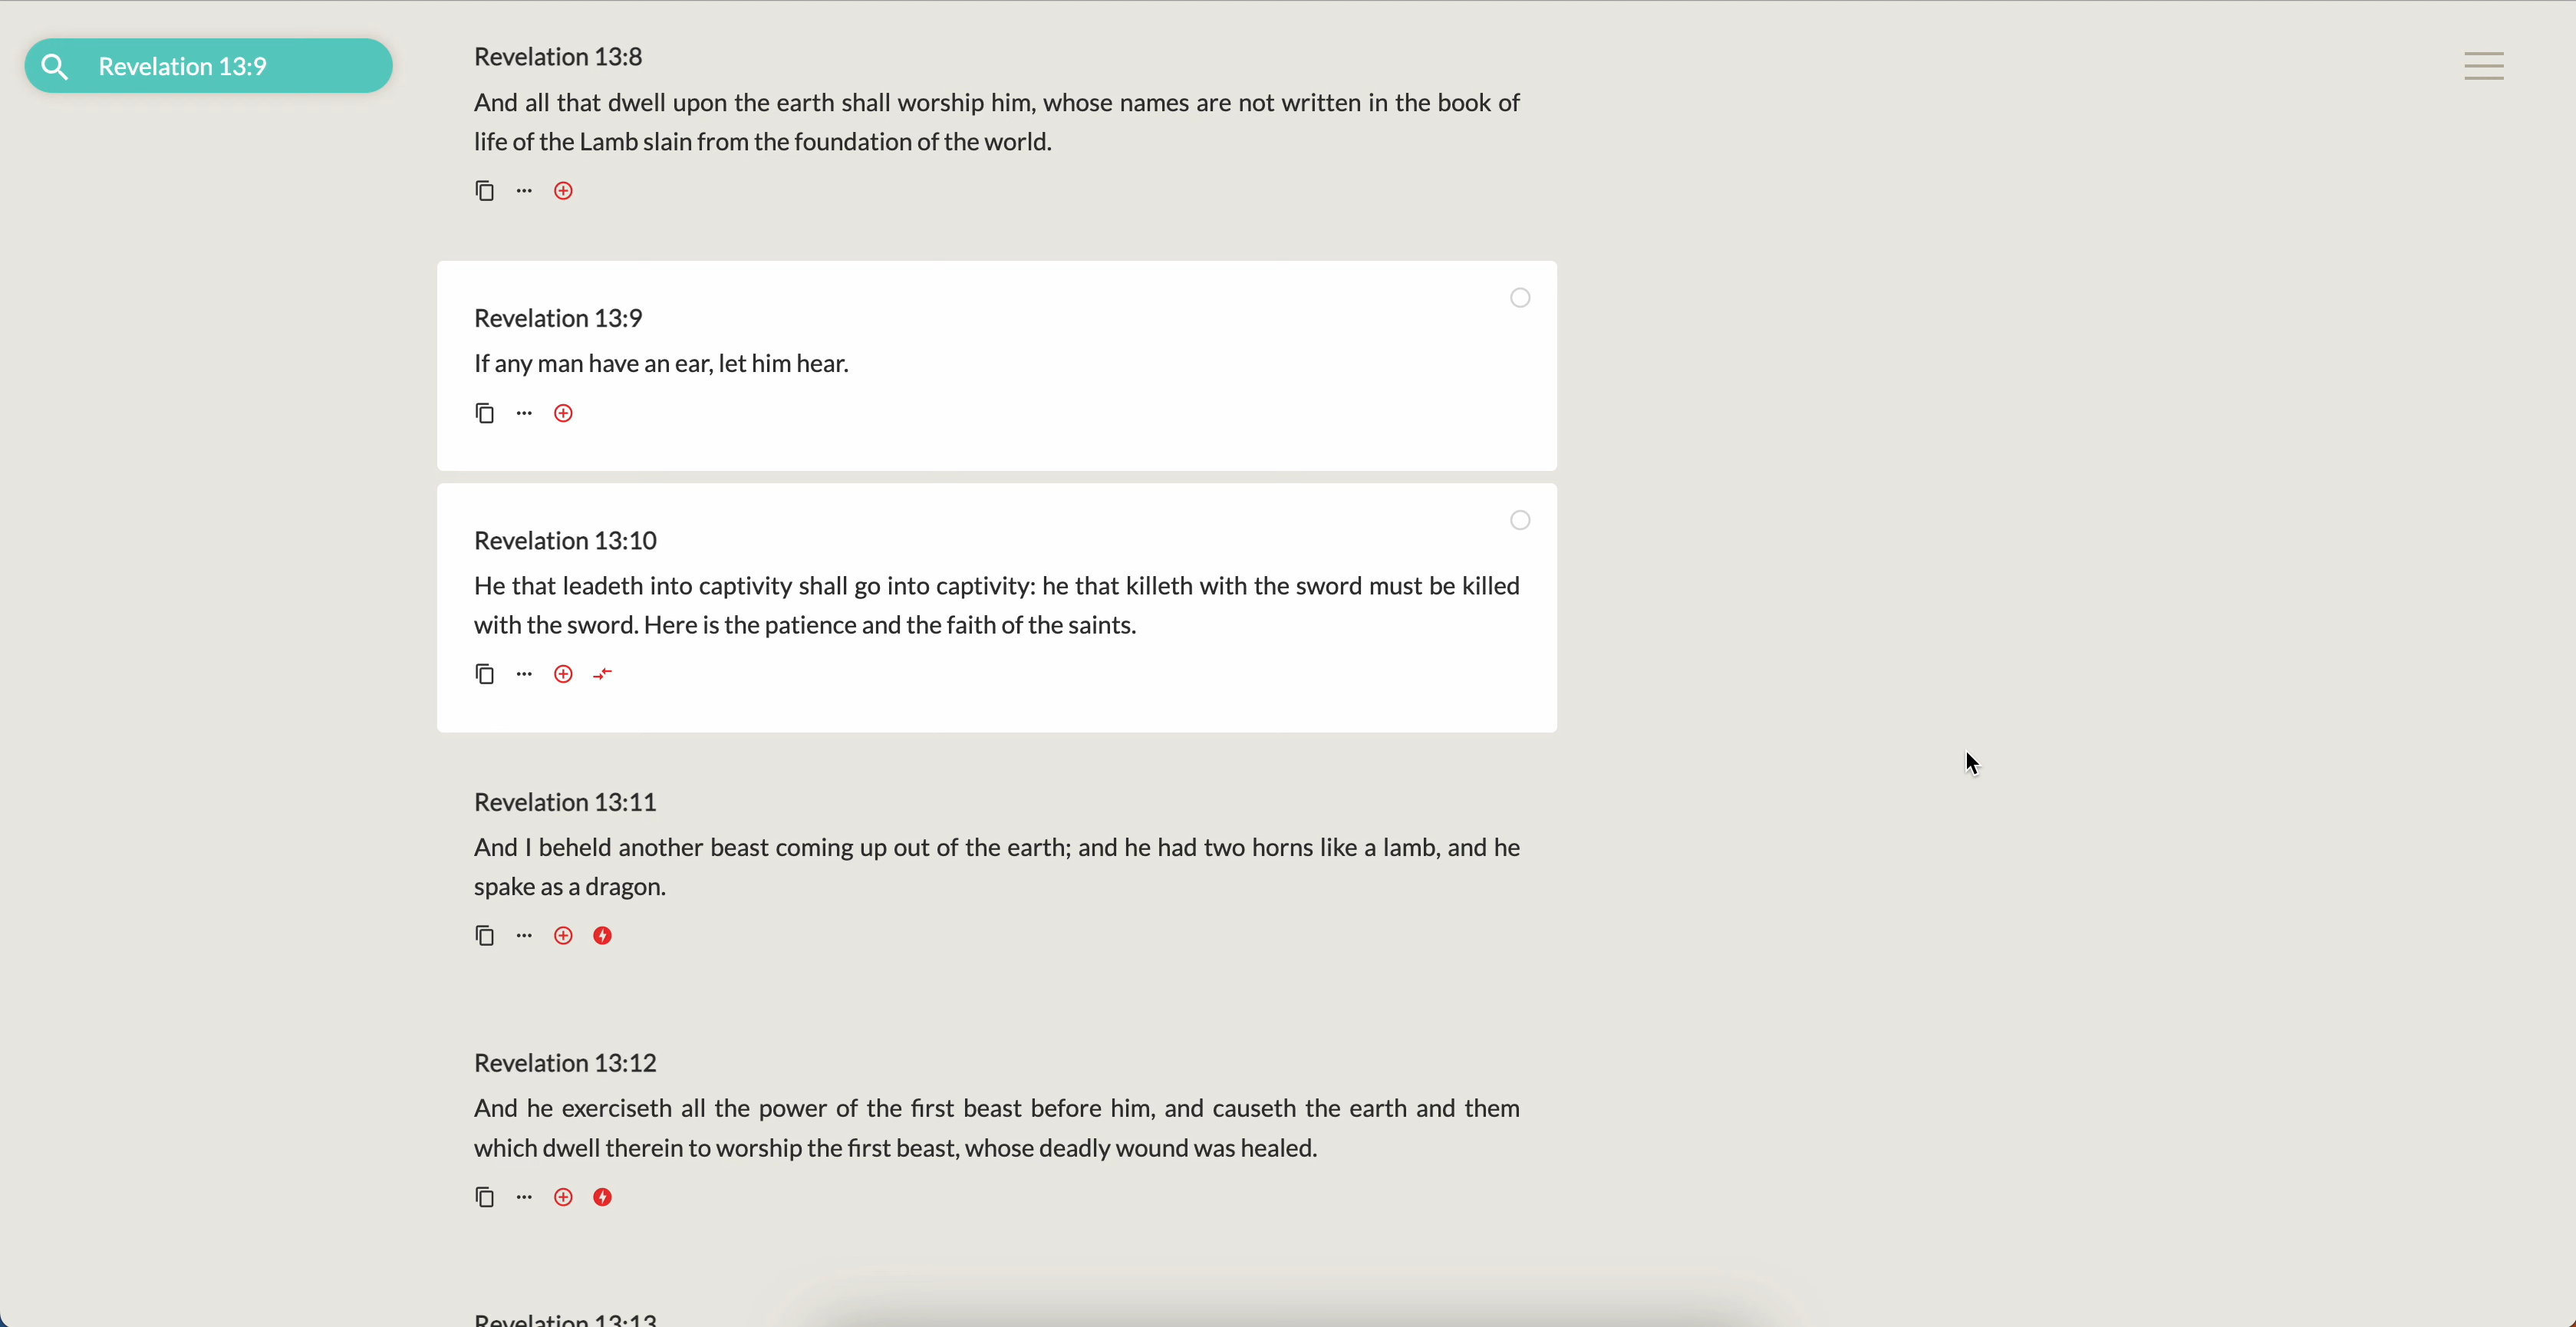 Revelation 13:9
Revelation 13:8
And all that dwell upon the earth shall worship him, whose names are not written in the book of
life of the Lamb slain from the foundation of the world.
Revelation 13:9
If any man have an ear, let him hear.
Revelation 13:10
He that leadeth into captivity shall go into captivity: he that killeth with the sword must be killed
with the sword. Here is the patience and the faith of the saints.
Revelation 13:11
And I beheld another beast coming up out of the earth; and he had two horns like a lamb, and he
spake as a dragon.
Revelation 13:12
And he exerciseth all the power of the first beast before him, and causeth the earth and them
which dwell therein to worship the first beast, whose deadly wound was healed.
Revelation 13:13